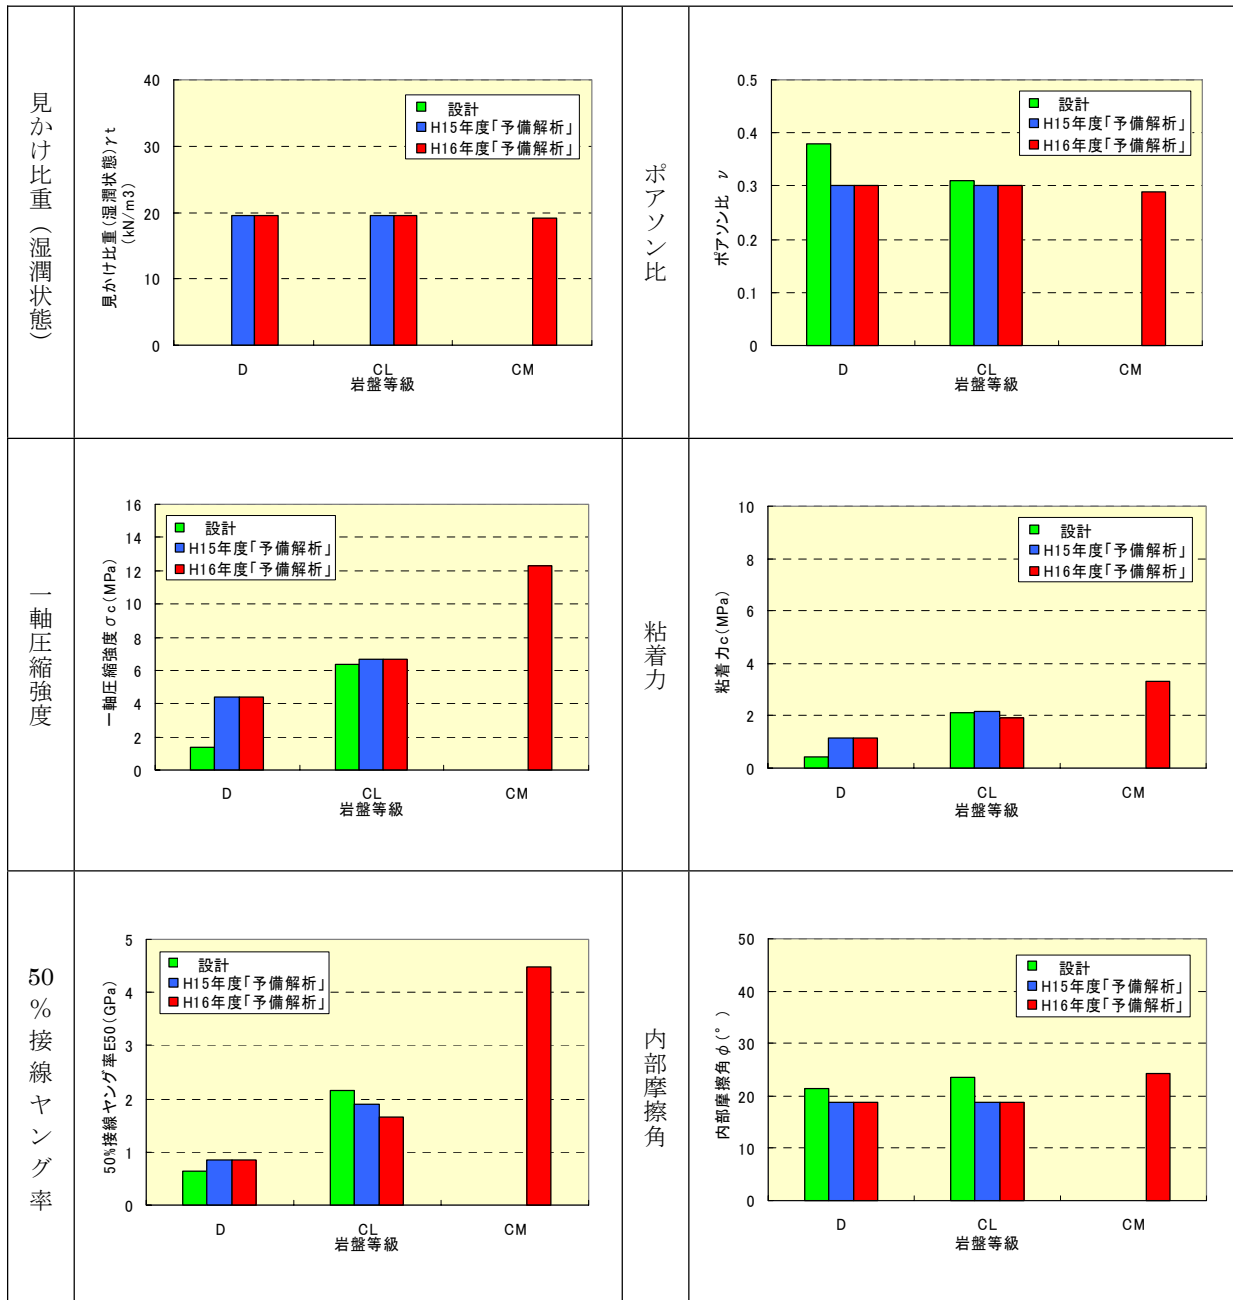 見かけ比重(湿潤状態)
見かけ比重(湿潤状態)γt
(kN/m3)
40
30
20
10
0
設計
H15年度「予備解析」
H16年度「予備解析」
D CL CM
岩盤等級
ポアソン比
ポアソン比 ν
0.5
0.4
0.3
0.2
0.1
0
設計
H15年度「予備解析」
H16年度「予備解析」
D CL CM
岩盤等級
一軸圧縮強度
一軸圧縮強度σc(MPa)
16
14
12
10
8
6
4
2
0
設計
H15年度「予備解析」
H16年度「予備解析」
D CL CM
岩盤等級
粘着力
粘着力c(MPa)
10
8
6
4
2
0
設計
H15年度「予備解析」
H16年度「予備解析」
D CL CM
岩盤等級
50%接線ヤング率
50%接線ヤング率E50(GPa)
5
4
3
2
1
0
設計
H15年度「予備解析」
H16年度「予備解析」
D CL CM
岩盤等級
内部摩擦角
内部摩擦角φ(°)
50
40
30
20
10
0
設計
H15年度「予備解析」
H16年度「予備解析」
D CL CM
岩盤等級